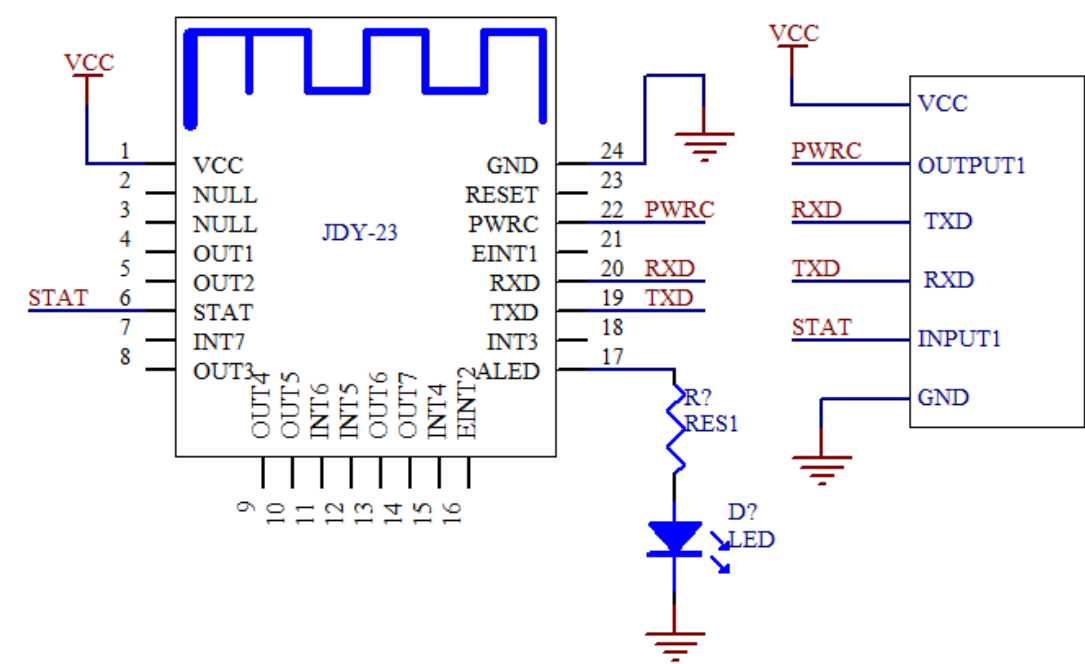 VCC
1 VCC
2 NULL
3 NULL
4 OUT1
5 OUT2
STAT 6 STAT
7 INT7
8 OUT3
JDY-23
GND 24
RESET 23
PWRC 22 PWRC
EINT1 21
RXD 20 RXD
TXD 19 TXD
INT3 18
ALED 17
OUT4
OUT5
INT6
INT5
OUT6
OUT7
INT4
EINT2
9
10
11
12
13
14
15
16
R?
RES1
D?
LED
VCC
VCC
PWRC OUTPUT1
RXD TXD
TXD RXD
STAT INPUT1
GND